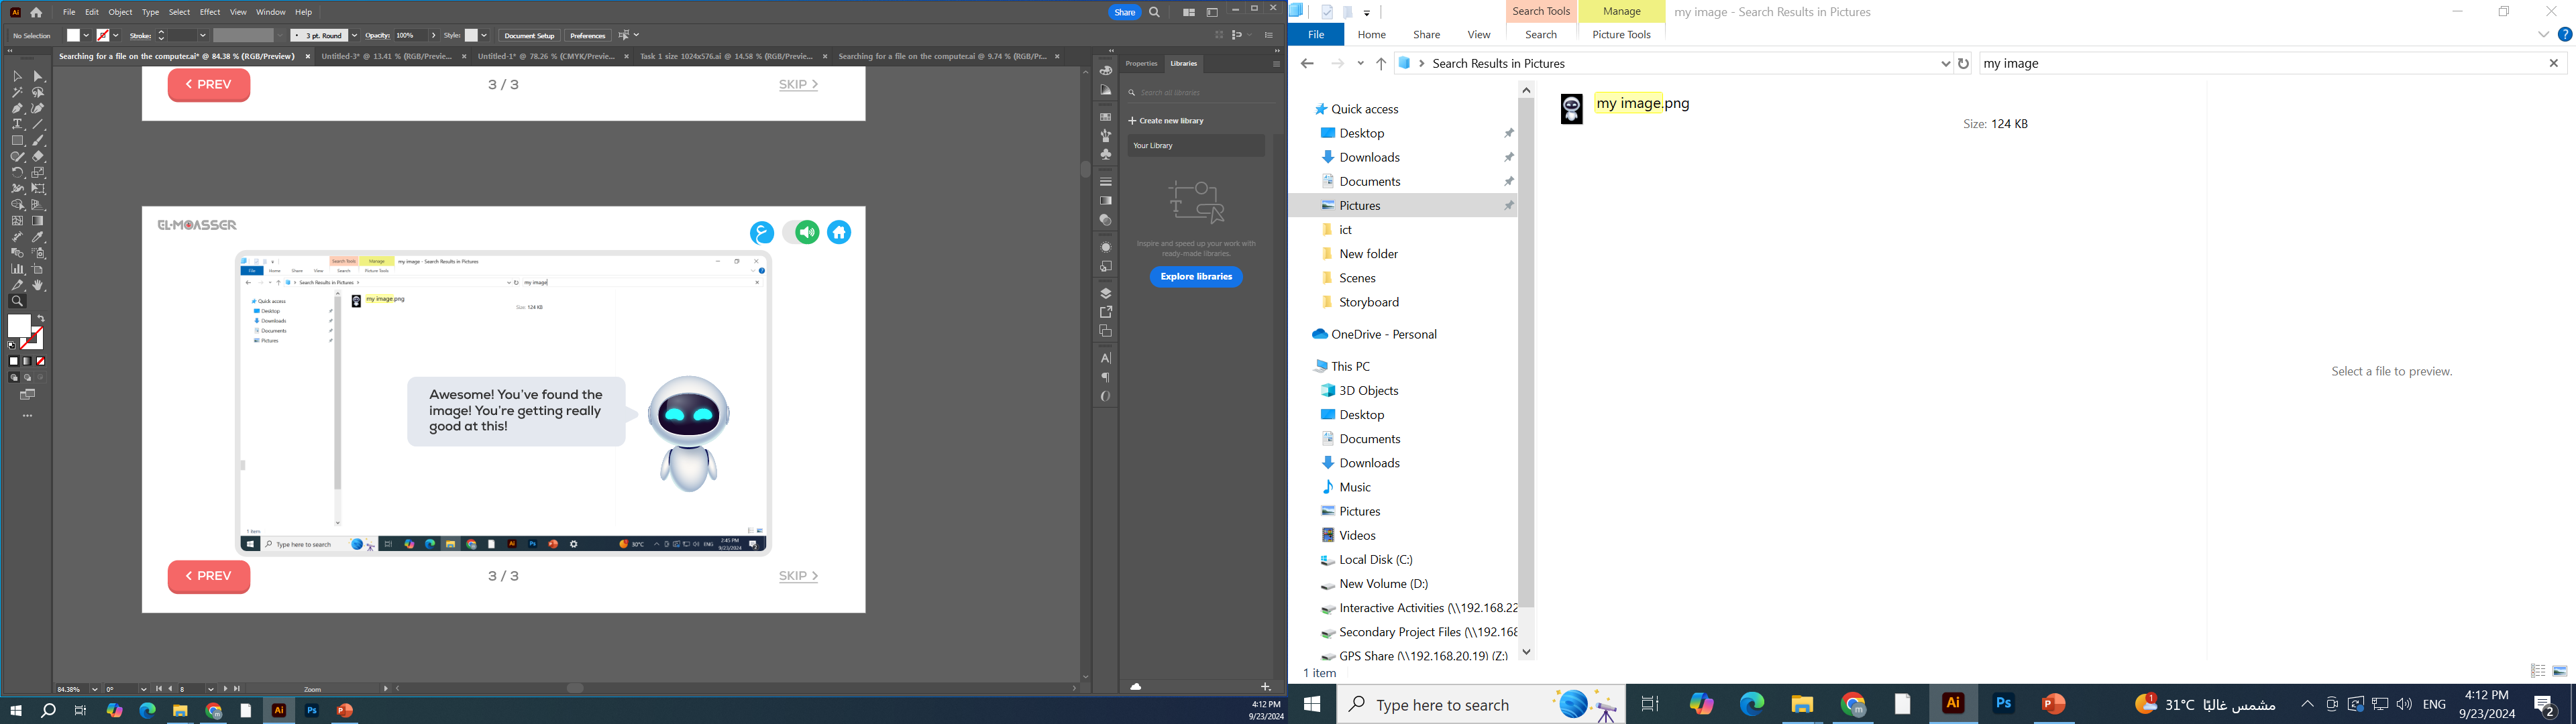 File Edit Object Type Select Effect View Window Help
Share
No Selection
Stroke:
3 pt. Round
Opacity: 100%
Style:
Document Setup
Preferences
Searching for a file on the computer.ai* @ 84.38 % (RGB/Preview)
Untitled-3* @ 13.41 % (RGB/Previe...
Untitled-1* @ 78.26 % (CMYK/Previe...
Task 1 size 1024x576.ai @ 14.58 % (RGB/Previe...
Searching for a file on the computer.ai @ 9.74 % (RGB/Pr...
PREV
3 / 3
SKIP
EL-MOASSER
ع
Search Tools
Manage
my image - Search Results in Pictures
File Home Share View Search Picture Tools
Search Results in Pictures
my image
Quick access
Desktop
Downloads
Documents
Pictures
my image.png
Size: 124 KB
Awesome! You've found the
image! You're getting really
good at this!
1 item
Type here to search
30°C
ENG
2:45 PM
9/23/2024
PREV
3 / 3
SKIP
84.38%
0°
8
Zoom
Properties
Libraries
Search all libraries
Create new library
Your Library
Inspire and speed up your work with
ready-made libraries.
Explore libraries
4:12 PM
9/23/2024
Search Tools
Manage
my image - Search Results in Pictures
File Home Share View Search Picture Tools
Search Results in Pictures
my image
Quick access
Desktop
Downloads
Documents
Pictures
ict
New folder
Scenes
Storyboard
OneDrive - Personal
This PC
3D Objects
Desktop
Documents
Downloads
Music
Pictures
Videos
Local Disk (C:)
New Volume (D:)
Interactive Activities (\\192.168.22
Secondary Project Files (\\192.168
GPS Share (\\192.168.20.19) (Z:)
my image.png
Size: 124 KB
Select a file to preview.
1 item
Type here to search
31°C مشمس غالبًا
ENG
4:12 PM
9/23/2024
2